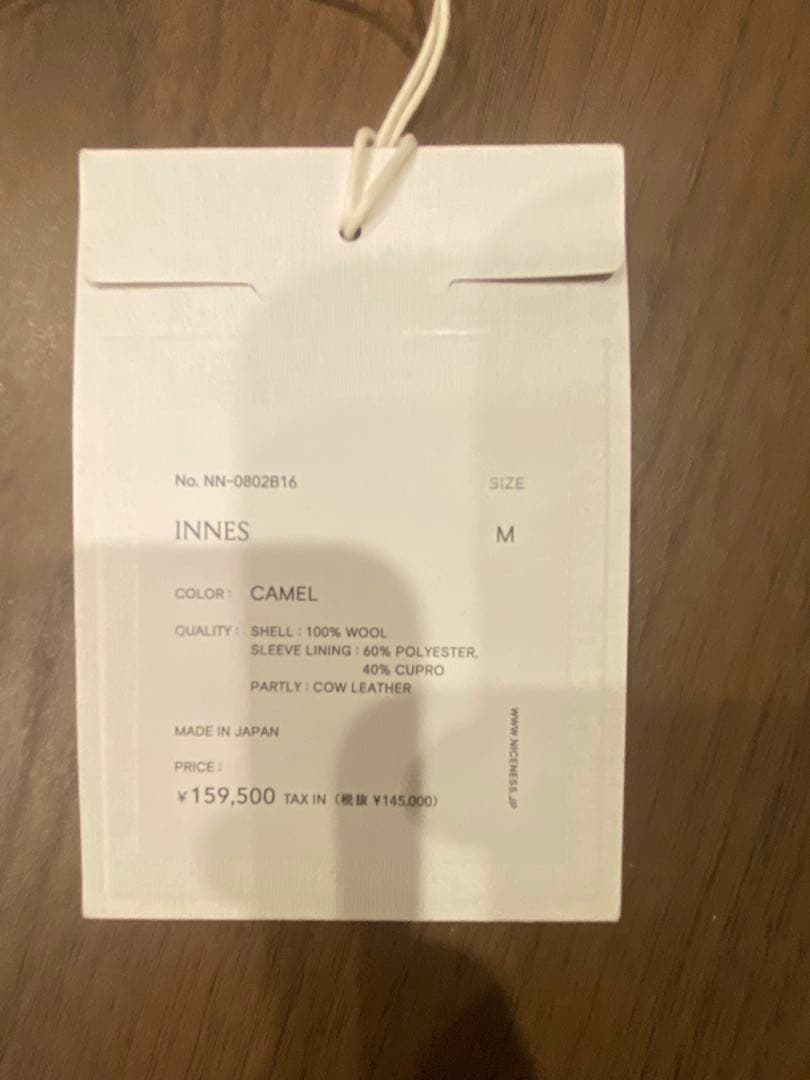 No. NN-0802B16 SIZE
INNES M
COLOR : CAMEL
QUALITY : SHELL : 100% WOOL
SLEEVE LINING : 60% POLYESTER,
40% CUPRO
PARTLY : COW LEATHER
MADE IN JAPAN
PRICE :
¥159,500 TAX IN (税抜 ¥145,000)
WWW.NICENESS.JP